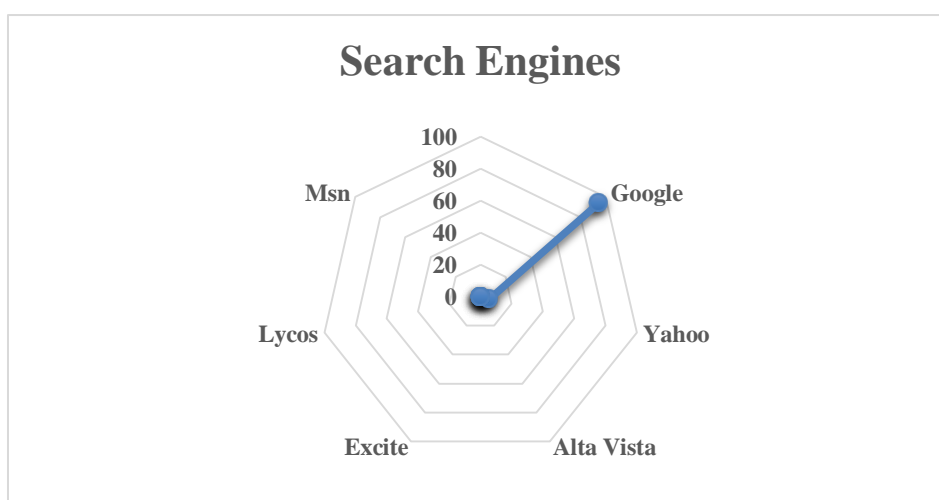 Search Engines
100
80
60
40
20
0
Google
Yahoo
Alta Vista
Excite
Lycos
Msn